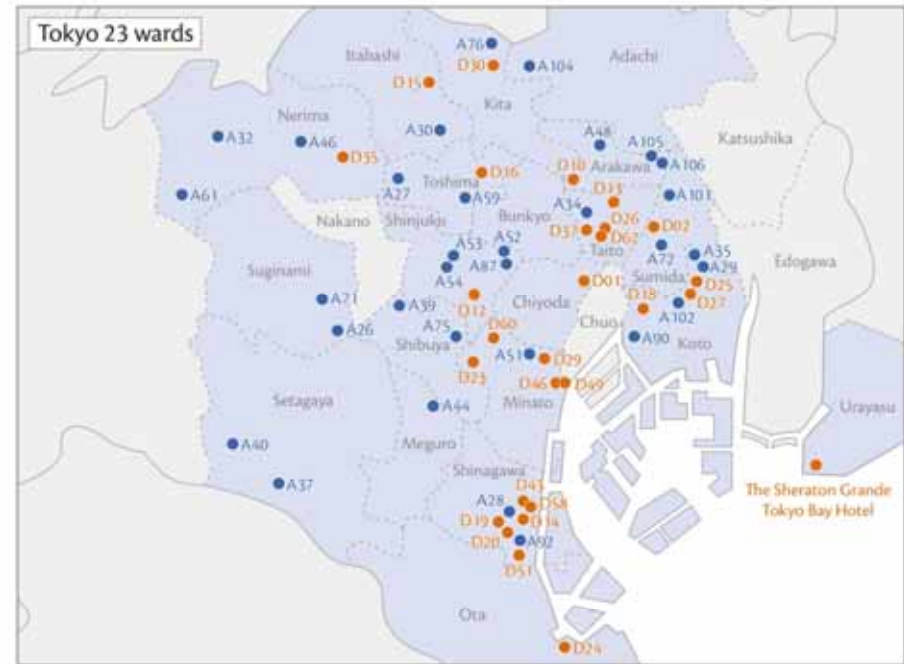 Tokyo 23 wards
Itabashi
A76
Adachi
D30
A104
D15
Kita
Nerima
A32
A46
A30
A48
A105
Katsushika
D35
Arakawa
A106
D16
D10
Toshima
A27
D13
A61
A59
A101
A34
Nakano
Shinjuku
Bunkyo
D26
D02
D37
D62
Taito
A53
A52
A72
A35
A54
A87
A29
Edogawa
Suginami
Sumida
D01
D25
A71
A39
D12
Chiyoda
D18
D27
A102
Chuo
A26
A75
D60
A90
Koto
Shibuya
A51
D29
D23
D46
D49
Setagaya
A44
Minato
Urayasu
A40
Meguro
Shinagawa
A37
D43
A28
D58
D19
D14
D20
A92
D51
The Sheraton Grande
Tokyo Bay Hotel
Ota
D24